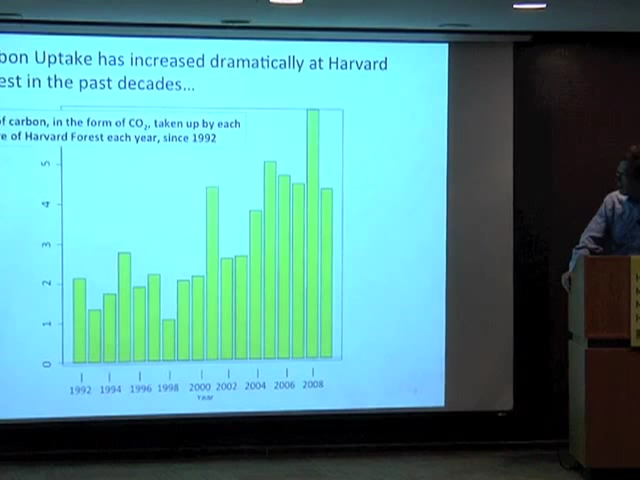 bon Uptake has increased dramatically at Harvard
est in the past decades...
f carbon, in the form of CO₂, taken up by each
e of Harvard Forest each year, since 1992
5
4
3
2
1
0
1992 1994 1996 1998 2000 2002 2004 2006 2008
Year